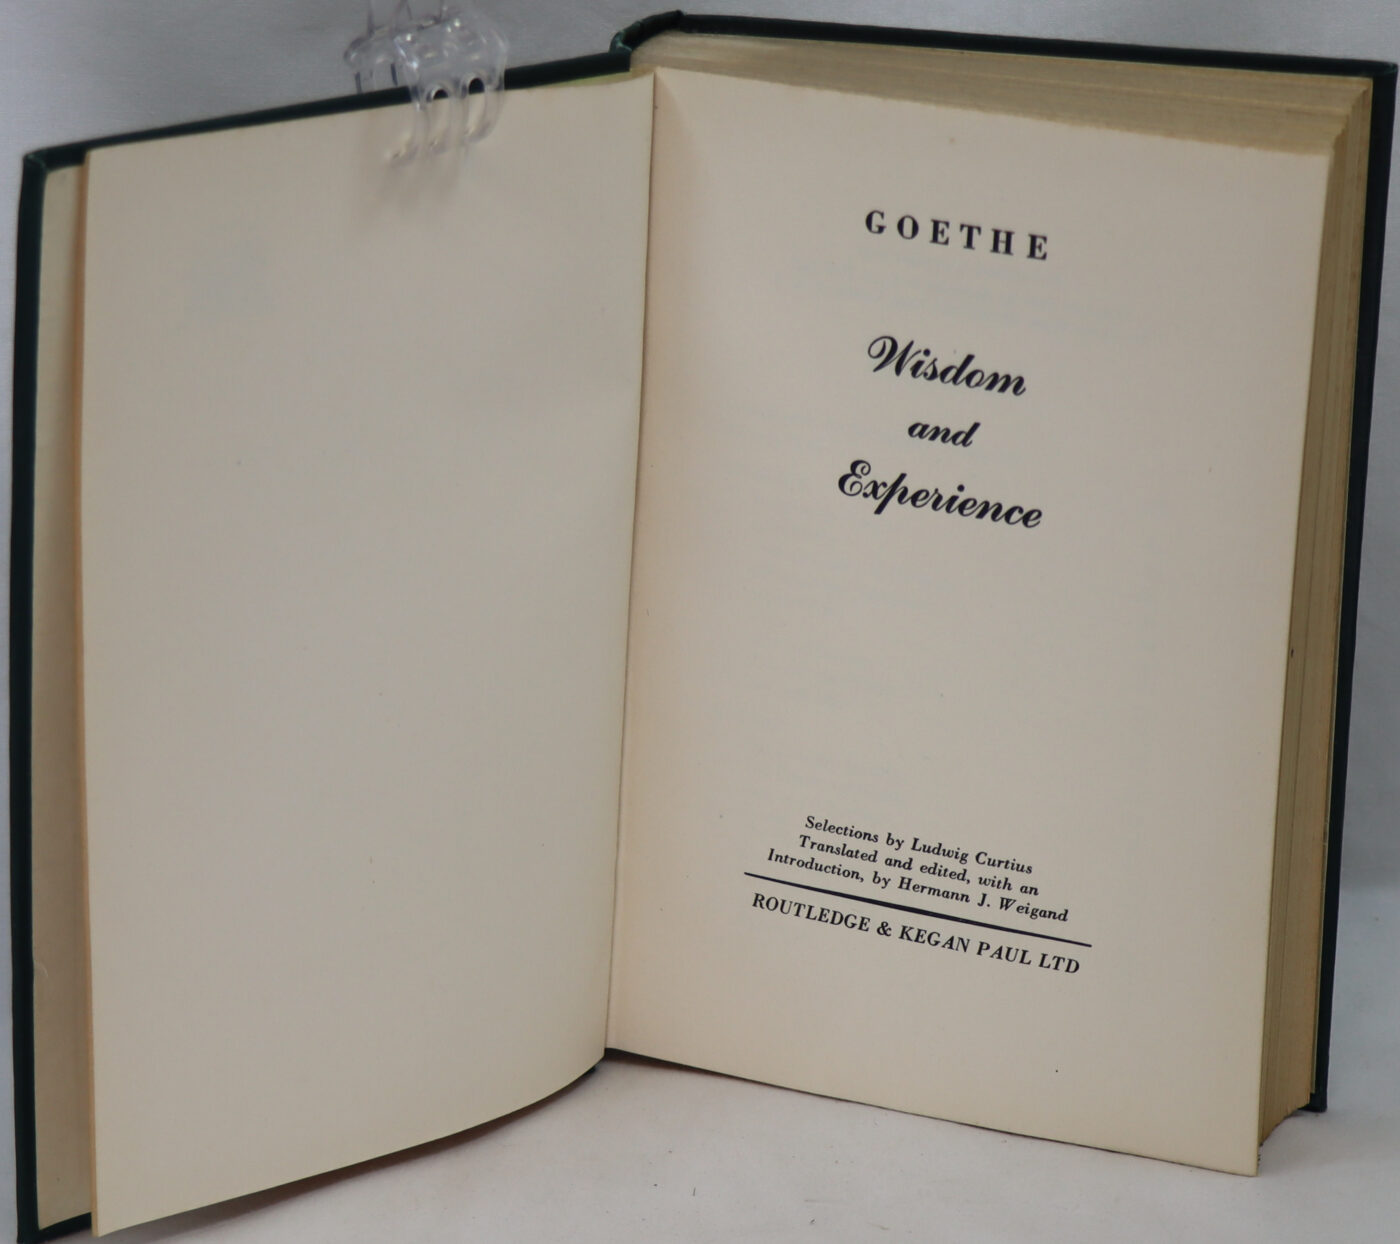 GOETHE
Wisdom
and
Experience
Selections by Ludwig Curtius
Translated and edited, with an
Introduction, by Hermann J. Weigand
ROUTLEDGE & KEGAN PAUL LTD